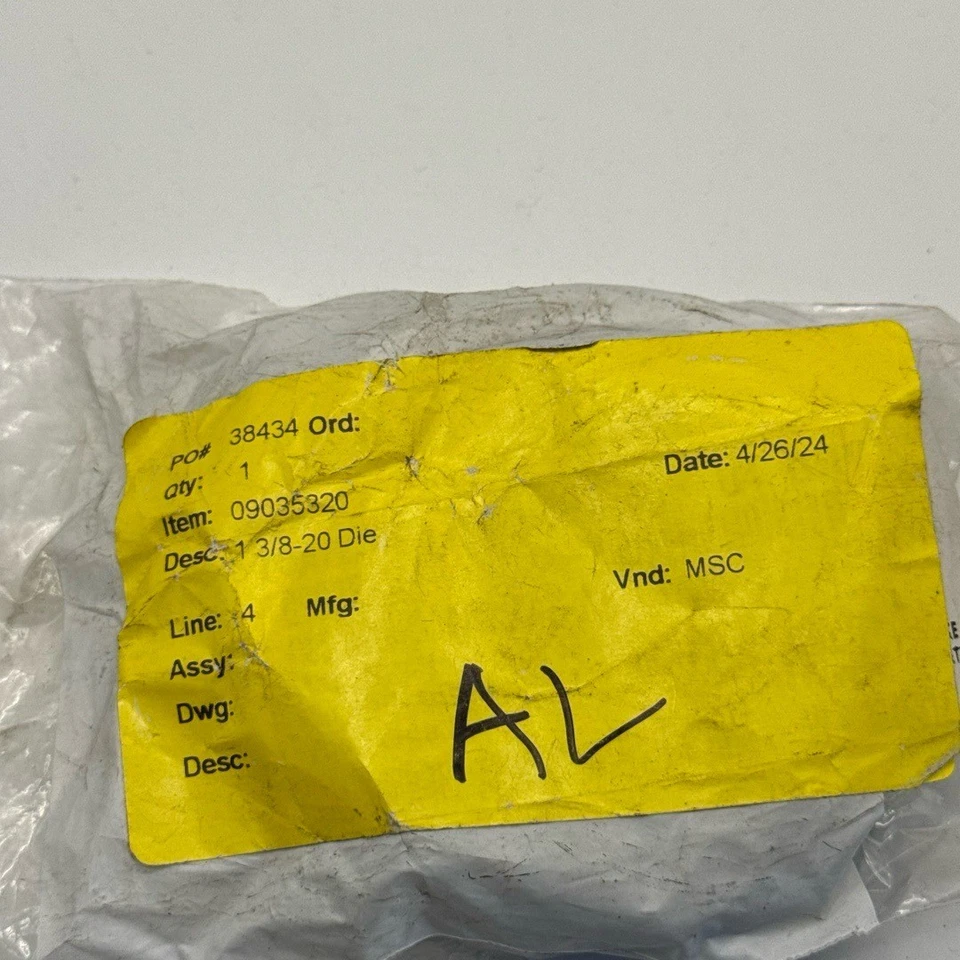 PO# 38434 Ord:
Qty: 1
Date: 4/26/24
Item: 09035320
Desc: 1 3/8-20 Die
Vnd: MSC
Line: 4 Mfg:
Assy:
Dwg:
Desc:
AL